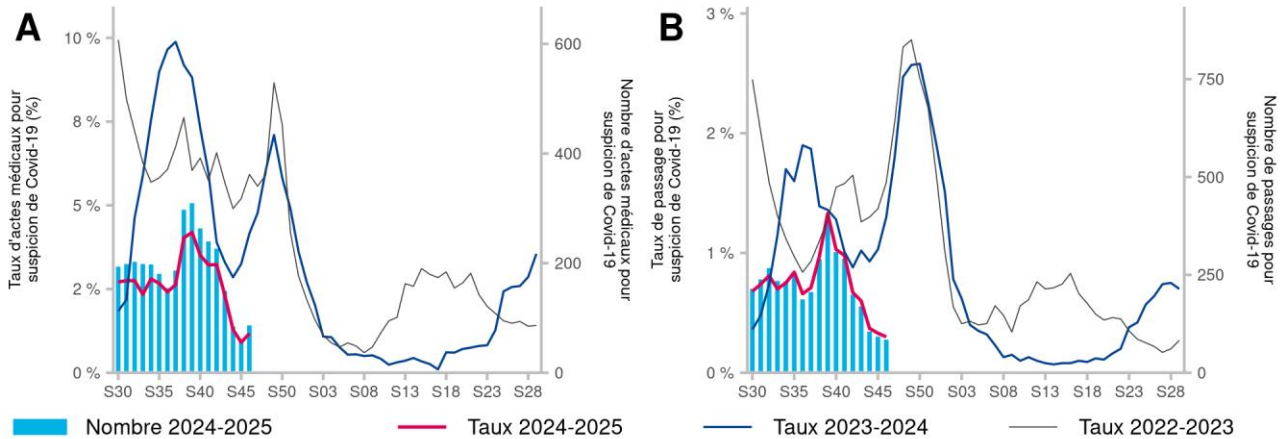 A
Taux d'actes médicaux pour
suspicion de Covid-19 (%)
10 %
8 %
5 %
2 %
0 %
600
400
200
0
Nombre d'actes médicaux pour
suspicion de Covid-19
S30 S35 S40 S45 S50 S03 S08 S13 S18 S23 S28
B
Taux de passage pour
suspicion de Covid-19 (%)
3 %
2 %
1 %
0 %
750
500
250
0
Nombre de passages pour
suspicion de Covid-19
S30 S35 S40 S45 S50 S03 S08 S13 S18 S23 S28
Nombre 2024-2025 Taux 2024-2025 Taux 2023-2024 Taux 2022-2023